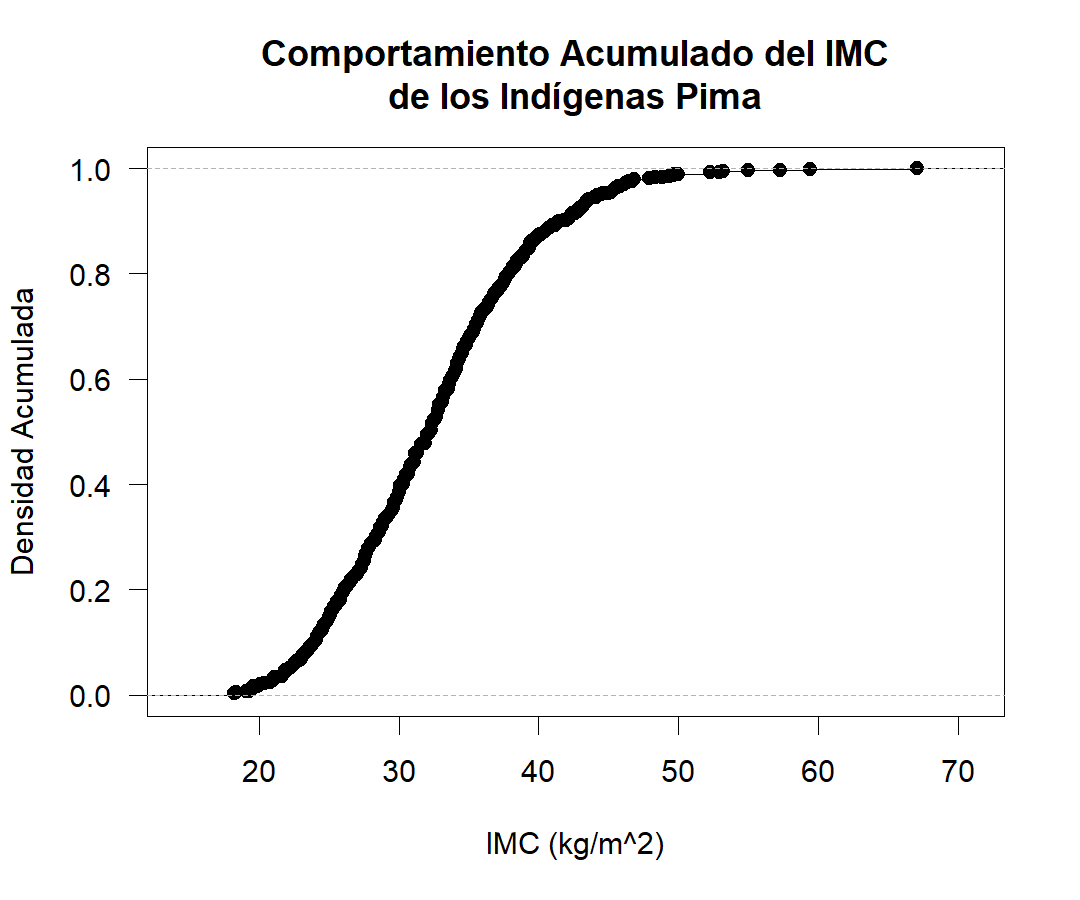 Comportamiento Acumulado del IMC
de los Indígenas Pima
Densidad Acumulada
1.0
0.8
0.6
0.4
0.2
0.0
20 30 40 50 60 70
IMC (kg/m^2)